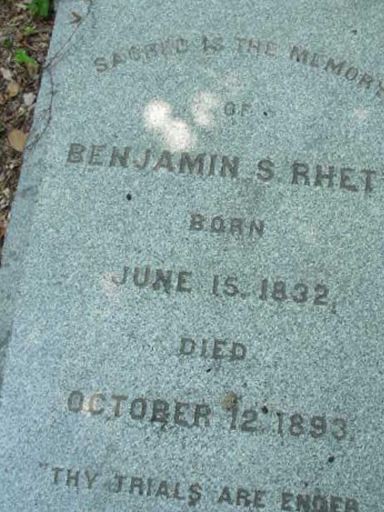 SACRED IS THE MEMORY
OF
BENJAMIN S. RHET
BORN
JUNE 15. 1832,
DIED
OCTOBER 12. 1893.
"THY TRIALS ARE ENDED